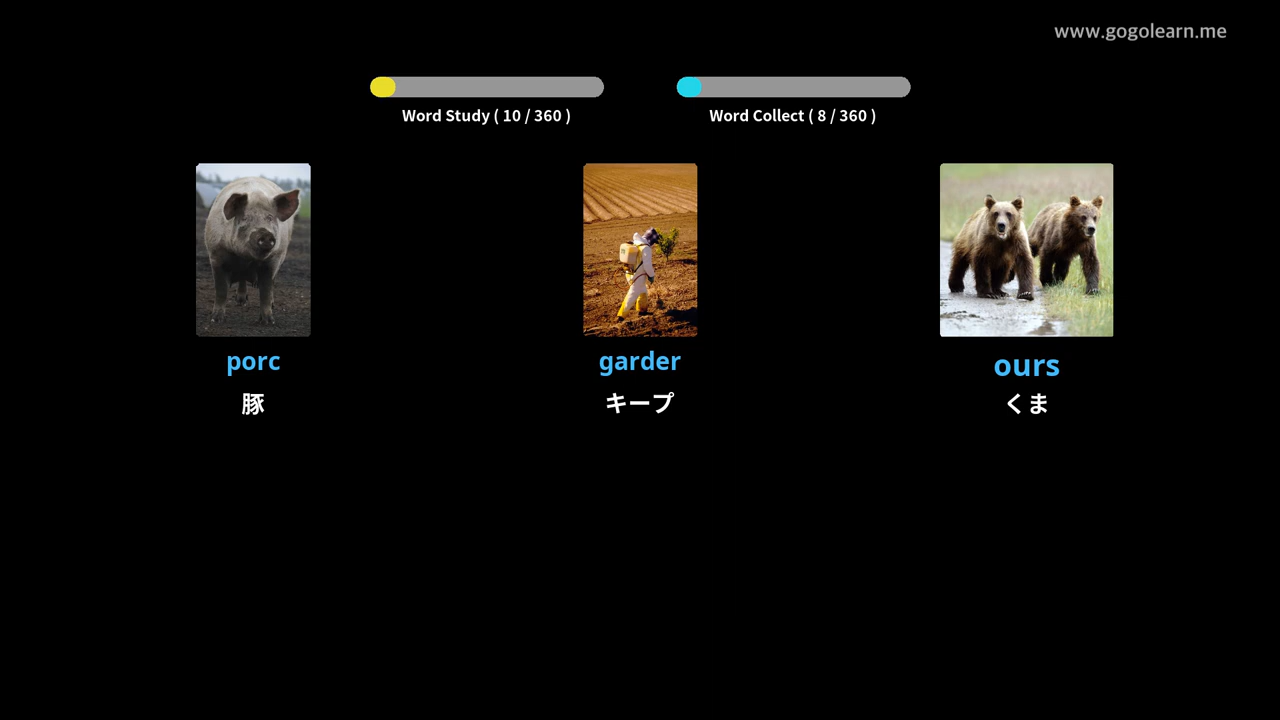 www.gogolearn.me
Word Study ( 10 / 360 )
Word Collect ( 8 / 360 )
porc
豚
garder
キープ
ours
くま